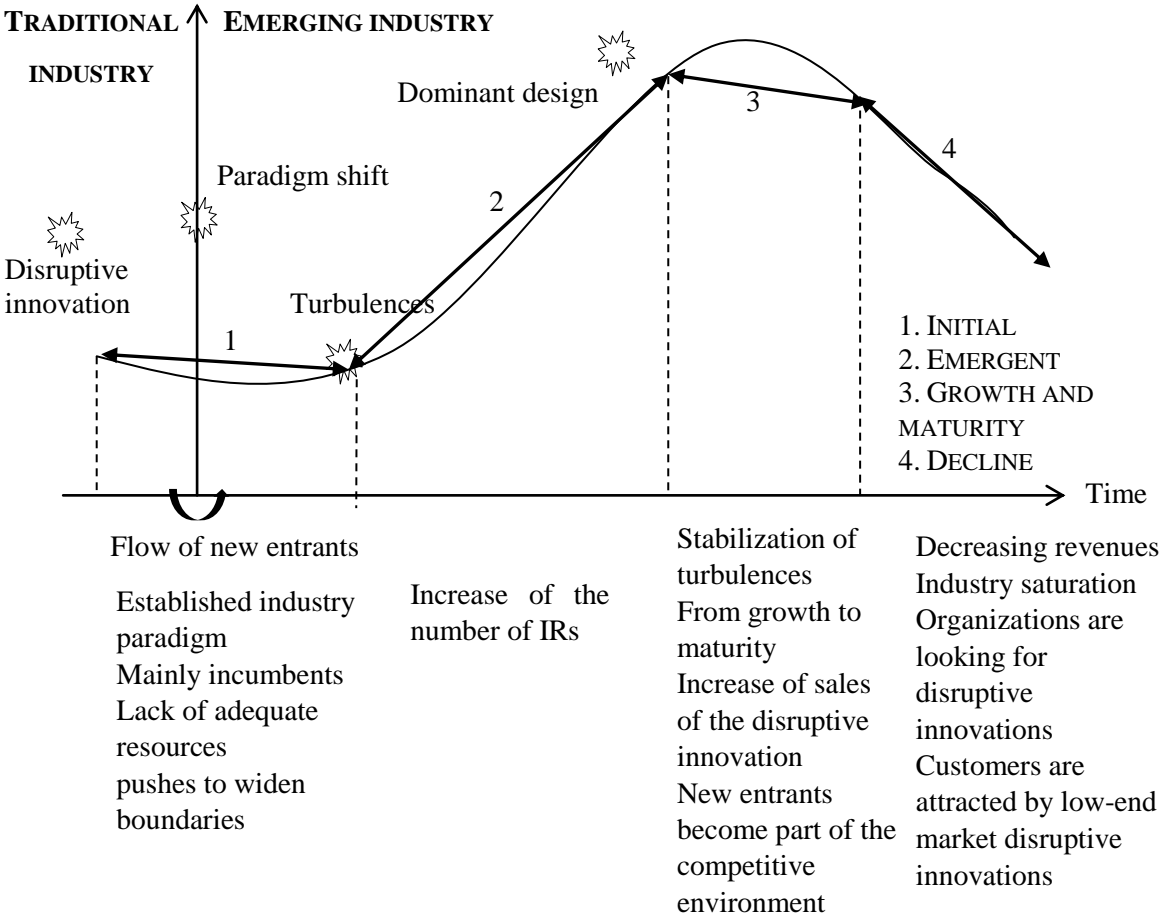 TRADITIONAL
INDUSTRY
EMERGING INDUSTRY
Dominant design
3
4
Paradigm shift
2
Disruptive
innovation
Turbulences
1
1. INITIAL
2. EMERGENT
3. GROWTH AND
MATURITY
4. DECLINE
Time
Flow of new entrants
Established industry
paradigm
Mainly incumbents
Lack of adequate
resources
pushes to widen
boundaries
Increase of the
number of IRs
Stabilization of
turbulences
From growth to
maturity
Increase of sales
of the disruptive
innovation
New entrants
become part of the
competitive
environment
Decreasing revenues
Industry saturation
Organizations are
looking for
disruptive
innovations
Customers are
attracted by low-end
market disruptive
innovations